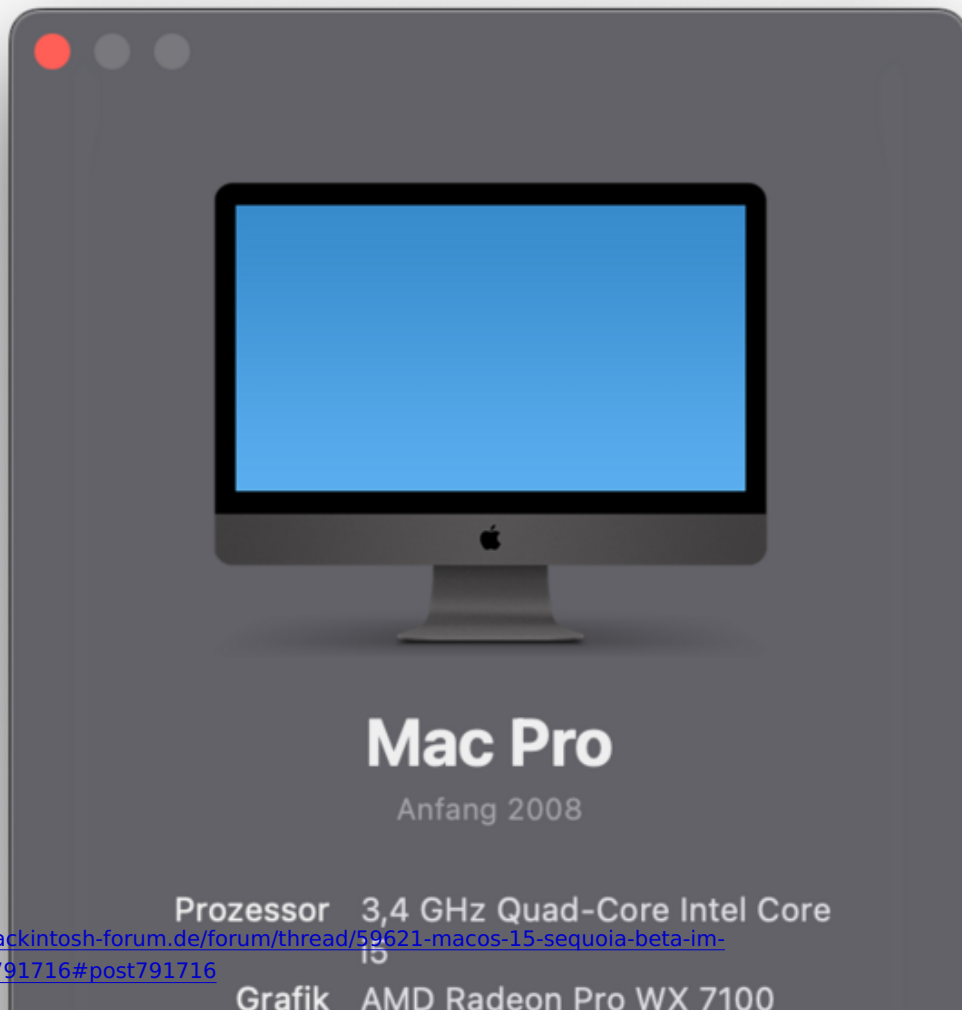 Mac Pro
Anfang 2008
Prozessor 3,4 GHz Quad-Core Intel Core
i5
ackintosh-forum.de/forum/thread/59621-macos-15-sequoia-beta-im-
791716#post791716
Grafik AMD Radeon Pro WX 7100